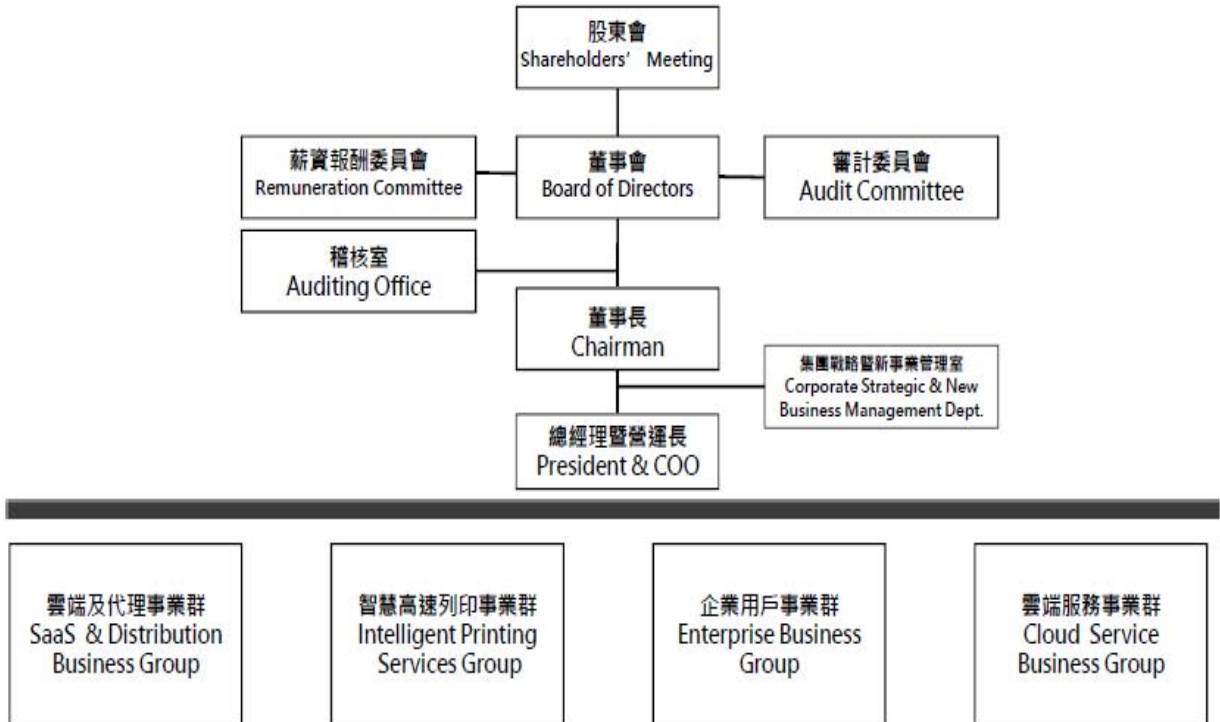 股東會
Shareholders' Meeting
薪資報酬委員會
Remuneration Committee
董事會
Board of Directors
審計委員會
Audit Committee
稽核室
Auditing Office
董事長
Chairman
集團戰略暨新事業管理室
Corporate Strategic & New
Business Management Dept.
總經理暨營運長
President & COO
雲端及代理事業群
SaaS & Distribution
Business Group
智慧高速列印事業群
Intelligent Printing
Services Group
企業用戶事業群
Enterprise Business
Group
雲端服務事業群
Cloud Service
Business Group